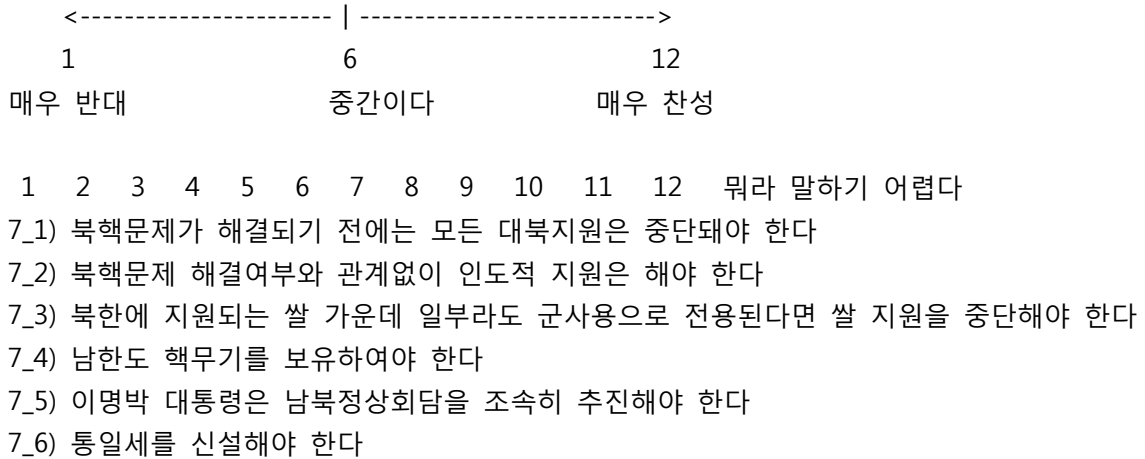 <----------------------- | --------------------------->
1 6 12
매우 반대 중간이다 매우 찬성
1 2 3 4 5 6 7 8 9 10 11 12 뭐라 말하기 어렵다
7_1) 북핵문제가 해결되기 전에는 모든 대북지원은 중단돼야 한다
7_2) 북핵문제 해결여부와 관계없이 인도적 지원은 해야 한다
7_3) 북한에 지원되는 쌀 가운데 일부라도 군사용으로 전용된다면 쌀 지원을 중단해야 한다
7_4) 남한도 핵무기를 보유하여야 한다
7_5) 이명박 대통령은 남북정상회담을 조속히 추진해야 한다
7_6) 통일세를 신설해야 한다